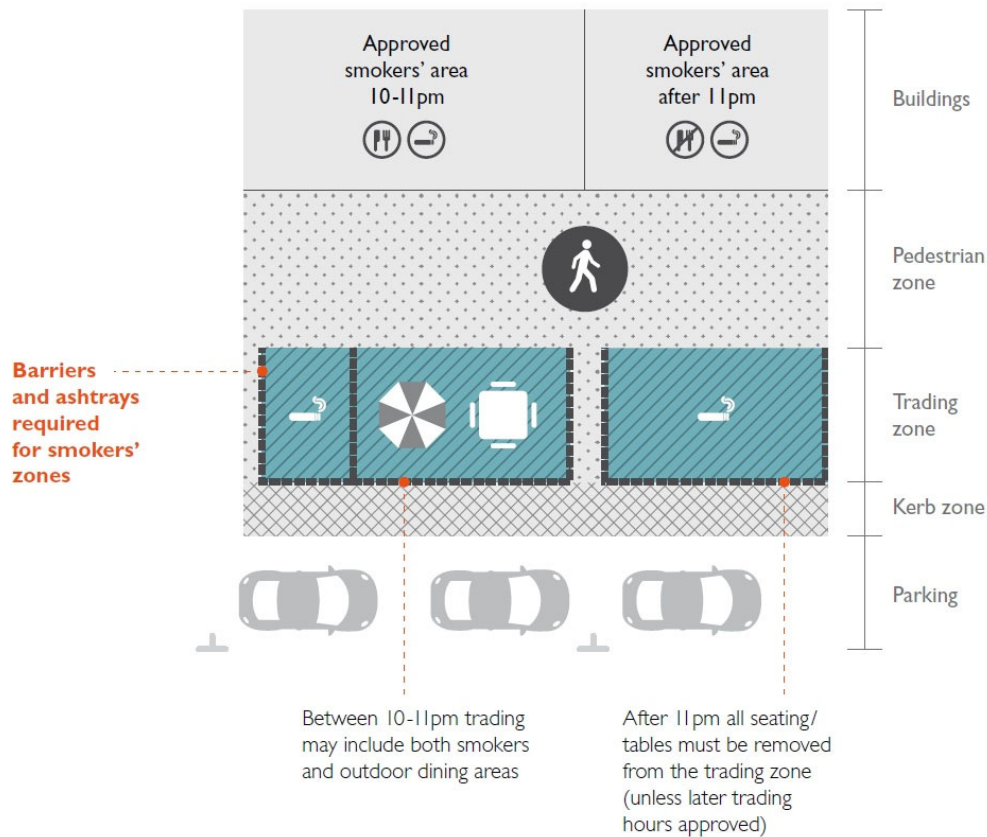 Approved
smokers’ area
10-11pm
Approved
smokers’ area
after 11pm
Buildings
Pedestrian
zone
Barriers
and ashtrays
required
for smokers’
zones
Trading
zone
Kerb zone
Parking
Between 10-11pm trading
may include both smokers
and outdoor dining areas
After 11pm all seating/
tables must be removed
from the trading zone
(unless later trading
hours approved)